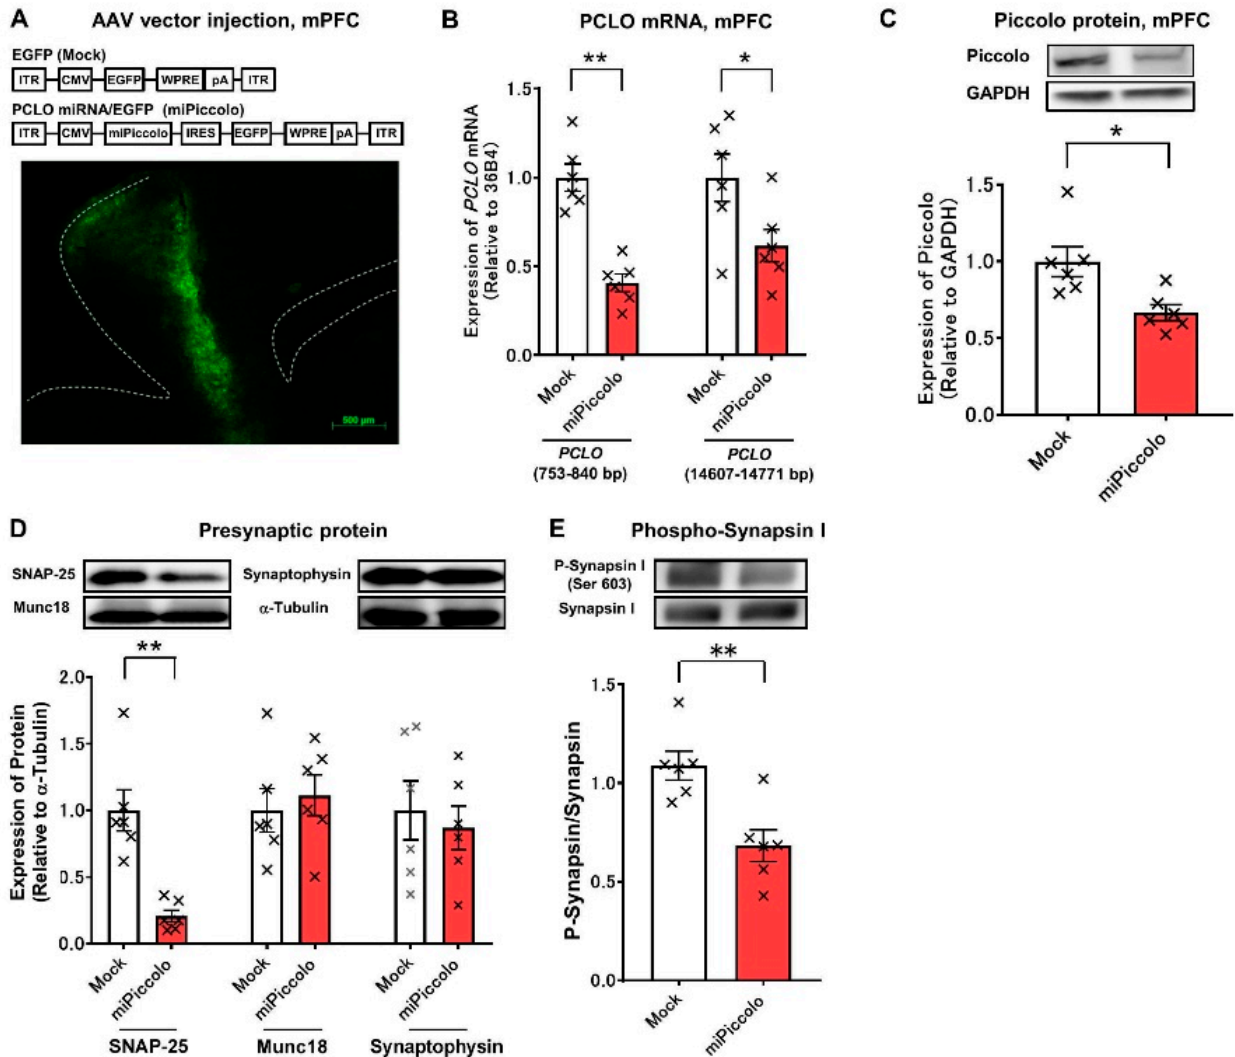 A
AAV vector injection, mPFC
EGFP (Mock)
ITR CMV EGFP WPRE pA ITR
PCLO miRNA/EGFP (miPiccolo)
ITR CMV miPiccolo IRES EGFP WPRE pA ITR
500 µm
B
PCLO mRNA, mPFC
** *
Expression of PCLO mRNA
(Relative to 36B4)
1.5
1.0
0.5
0.0
Mock miPiccolo Mock miPiccolo
PCLO PCLO
(753-840 bp) (14607-14771 bp)
C
Piccolo protein, mPFC
Piccolo
GAPDH
*
Expression of Piccolo
(Relative to GAPDH)
1.5
1.0
0.5
0.0
Mock miPiccolo
D
Presynaptic protein
SNAP-25 Synaptophysin
Munc18 α-Tubulin
**
Expression of Protein
(Relative to α-Tubulin)
2.0
1.5
1.0
0.5
0.0
Mock miPiccolo Mock miPiccolo Mock miPiccolo
SNAP-25 Munc18 Synaptophysin
E
Phospho-Synapsin I
P-Synapsin I
(Ser 603)
Synapsin I
**
P-Synapsin/Synapsin
1.5
1.0
0.5
0.0
Mock miPiccolo